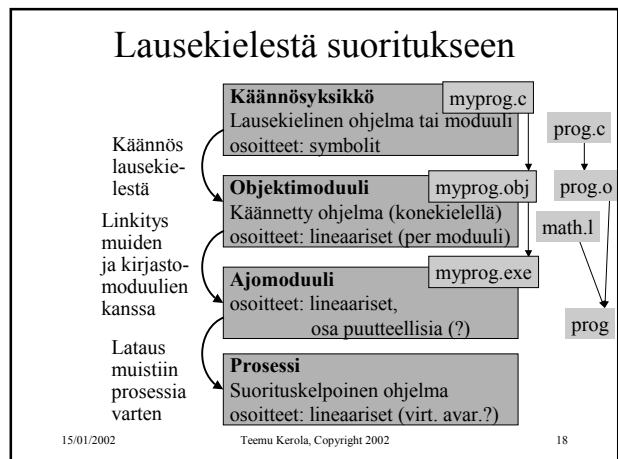 Lausekielestä suoritukseen
Käännösyksikkö
myprog.c
Lausekielinen ohjelma tai moduuli
osoitteet: symbolit
Käännös
lausekie-
lestä
Objektimoduuli
myprog.obj
Käännetty ohjelma (konekielellä)
osoitteet: lineaariset (per moduuli)
Linkitys
muiden
ja kirjasto-
moduulien
kanssa
Ajomoduuli
myprog.exe
osoitteet: lineaariset,
osa puutteellisia (?)
Lataus
muistiin
prosessia
varten
Prosessi
Suorituskelpoinen ohjelma
osoitteet: lineaariset (virt. avar.?)
prog.c
prog.o
math.l
prog
15/01/2002
Teemu Kerola, Copyright 2002
18